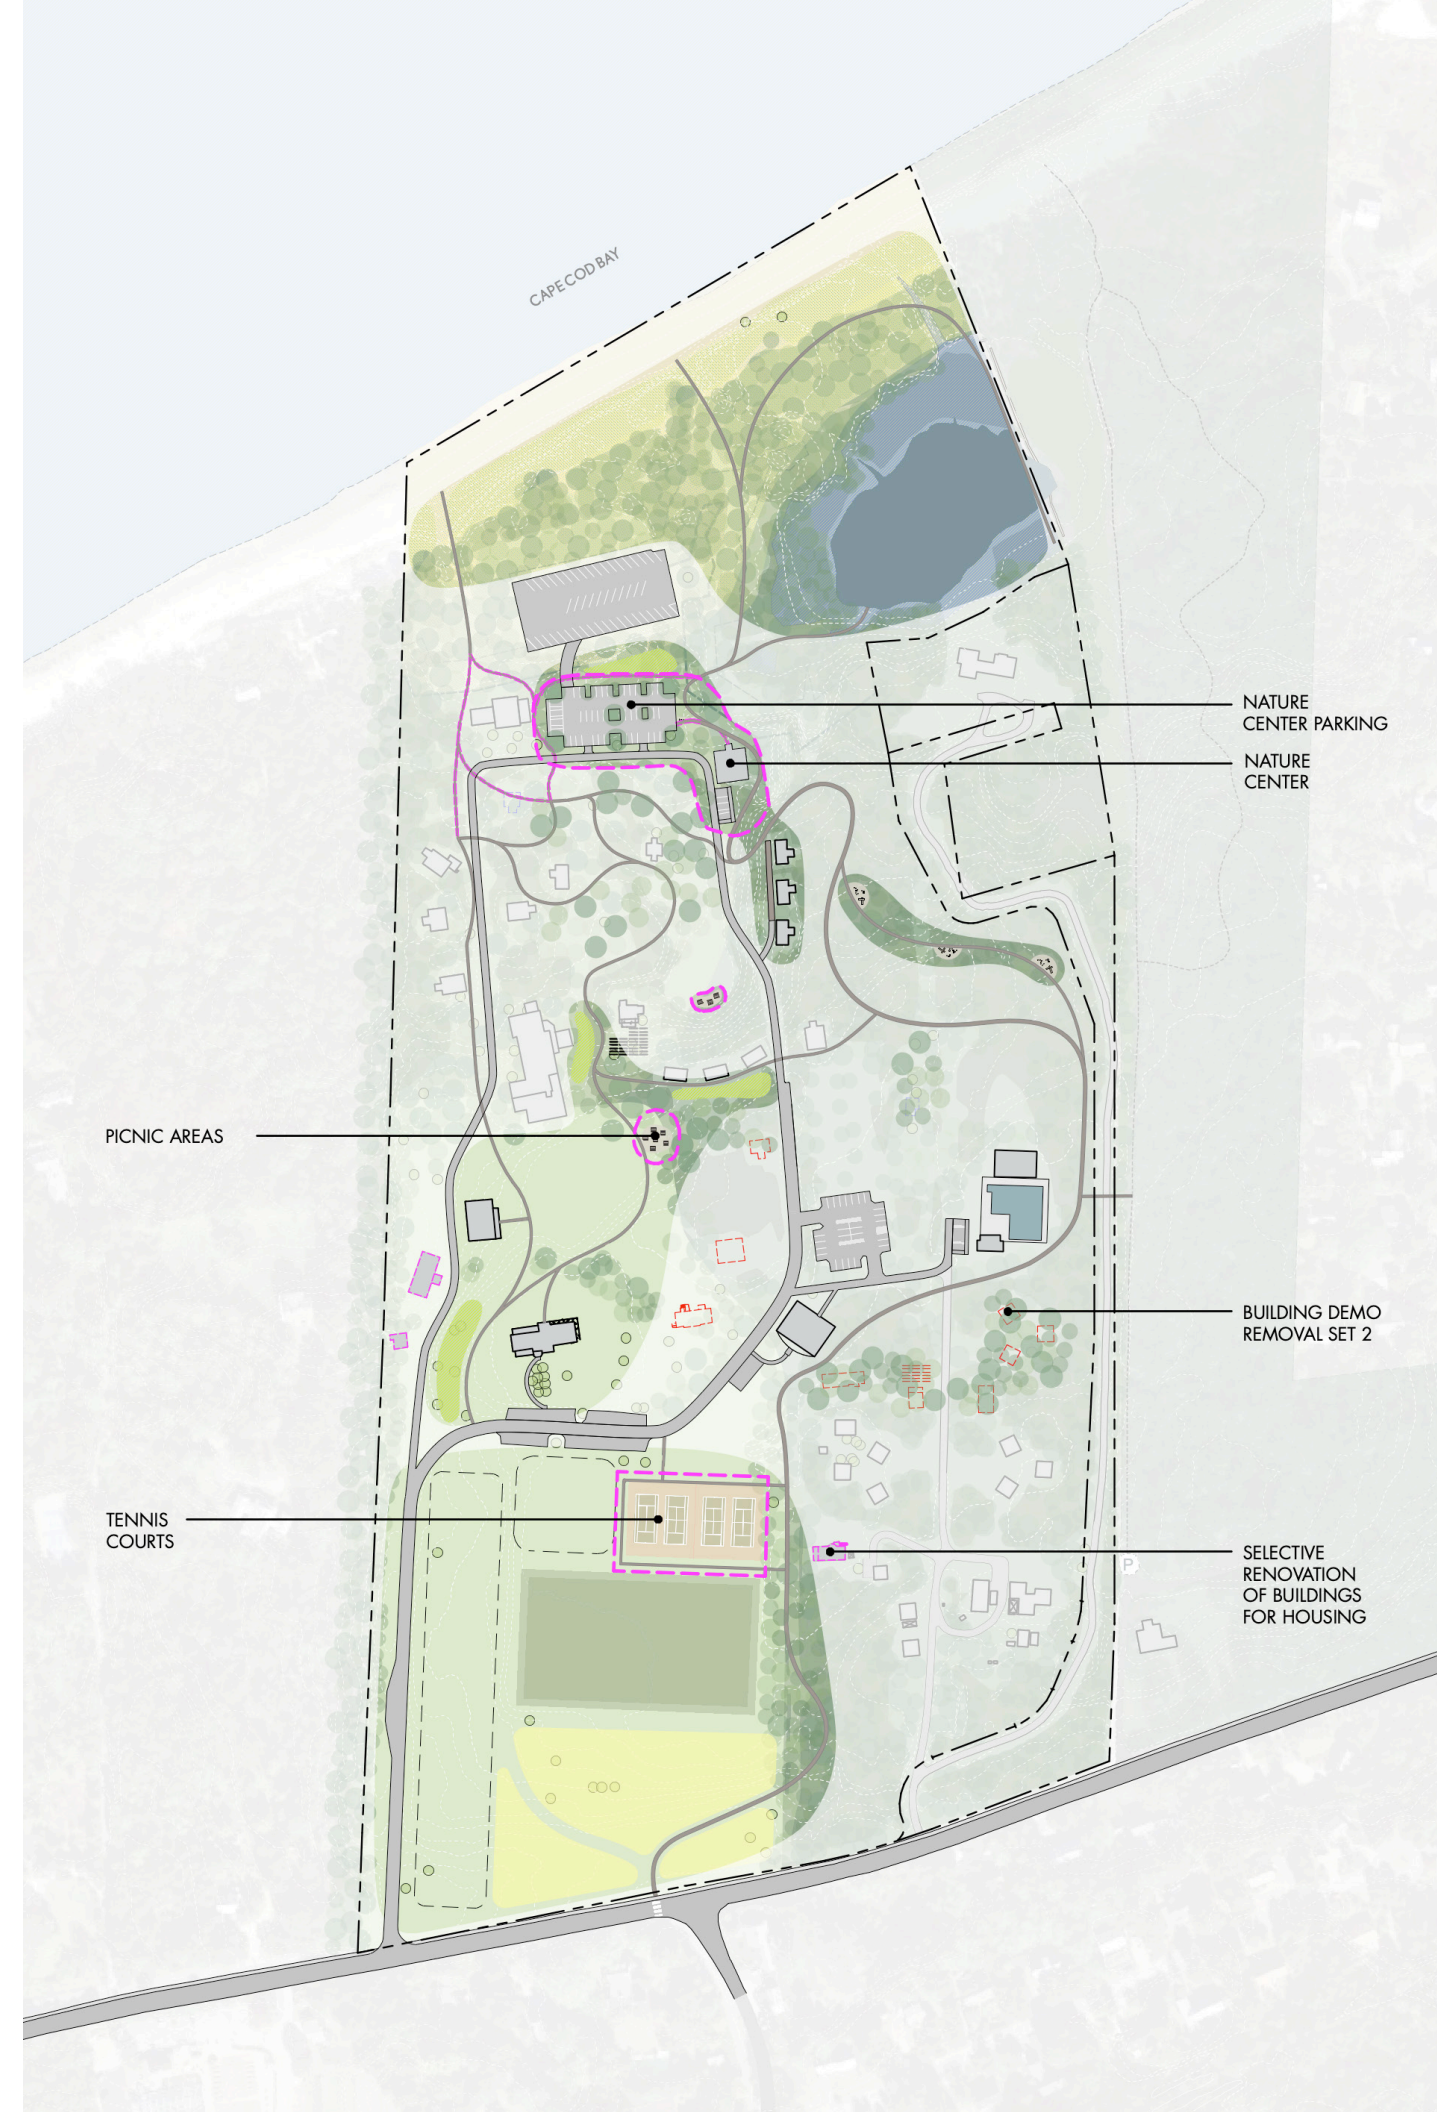 CAPE COD BAY
NATURE
CENTER PARKING
NATURE
CENTER
PICNIC AREAS
BUILDING DEMO
REMOVAL SET 2
TENNIS
COURTS
SELECTIVE
RENOVATION
OF BUILDINGS
FOR HOUSING
P